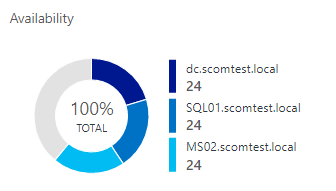 Availability
100%
TOTAL
dc.scomtest.local
24
SQL01.scomtest.local
24
MS02.scomtest.local
24